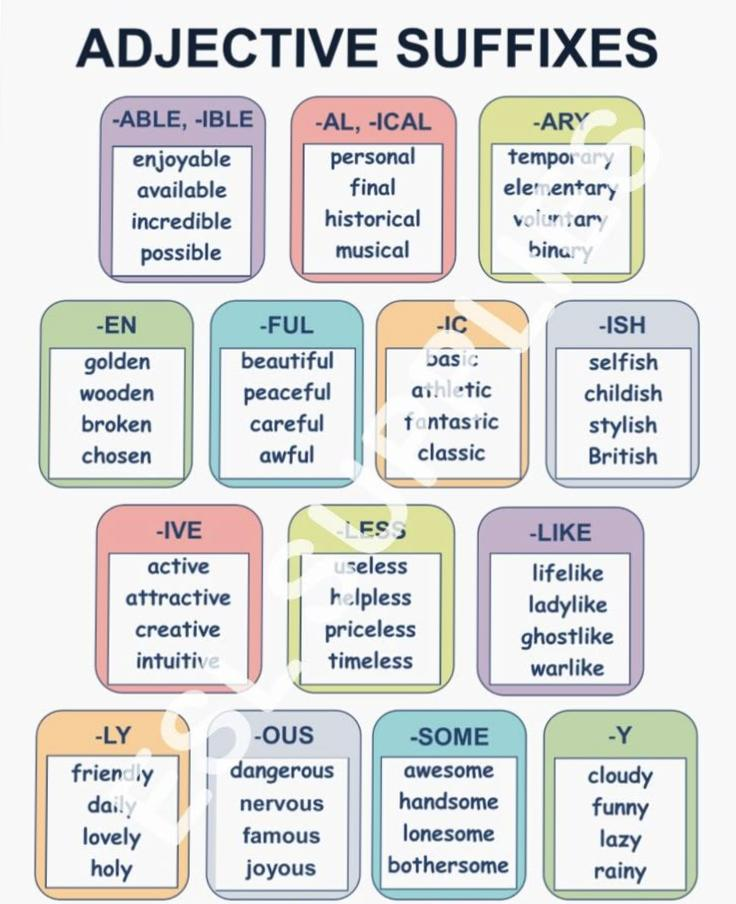 ADJECTIVE SUFFIXES
-ABLE, -IBLE
enjoyable
available
incredible
possible
-AL, -ICAL
personal
final
historical
musical
-ARY
temporary
elementary
voluntary
binary
-EN
golden
wooden
broken
chosen
-FUL
beautiful
peaceful
careful
awful
-IC
basic
athletic
fantastic
classic
-ISH
selfish
childish
stylish
British
-IVE
active
attractive
creative
intuitive
-LESS
useless
helpless
priceless
timeless
-LIKE
lifelike
ladylike
ghostlike
warlike
-LY
friendly
daily
lovely
holy
-OUS
dangerous
nervous
famous
joyous
-SOME
awesome
handsome
lonesome
bothersome
-Y
cloudy
funny
lazy
rainy
ESL SUPPLIES